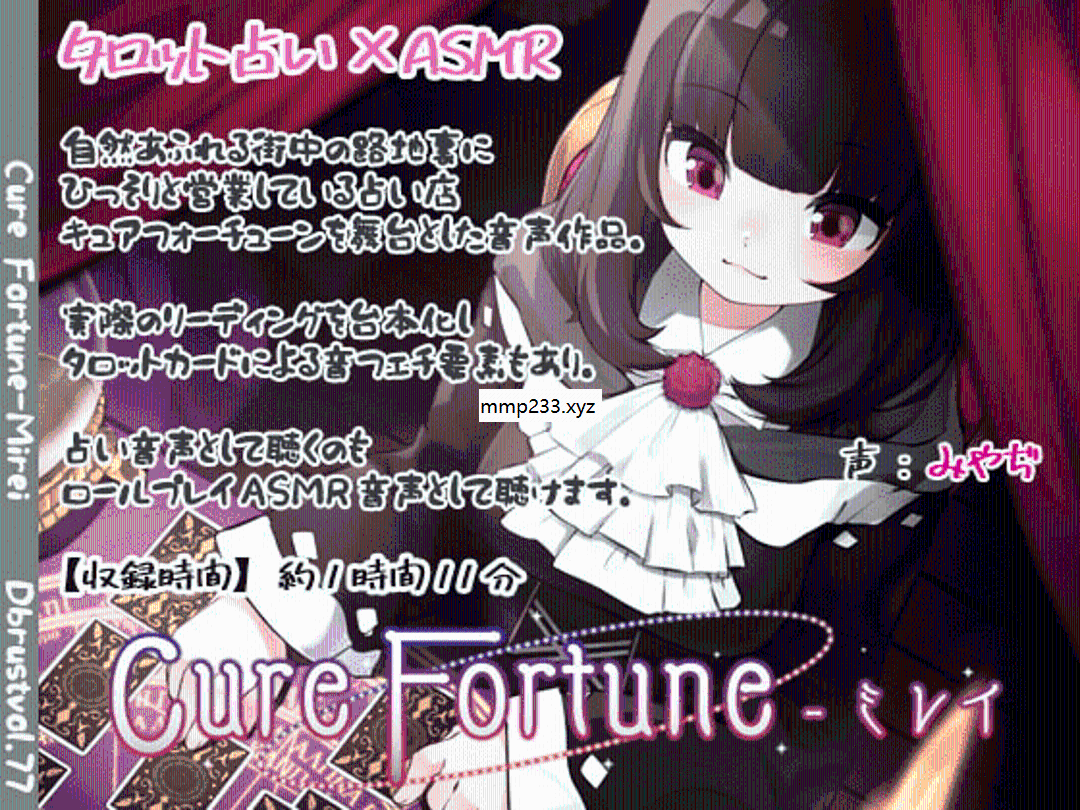 タロット占い×ASMR
自然あふれる街中の路地裏に
ひっそりと営業している占い店
キュアフォーチューンを舞台とした音声作品。
実際のリーディングを台本化し
タロットカードによる音フェチ要素もあり。
mmp233.xyz
占い音声として聴くのも
ロールプレイASMR音声として聴けます。
声：みやぢ
【収録時間】 約1時間11分
Cure Fortune - ミレイ
Cure Fortune-Mirei Dbrustvol.77